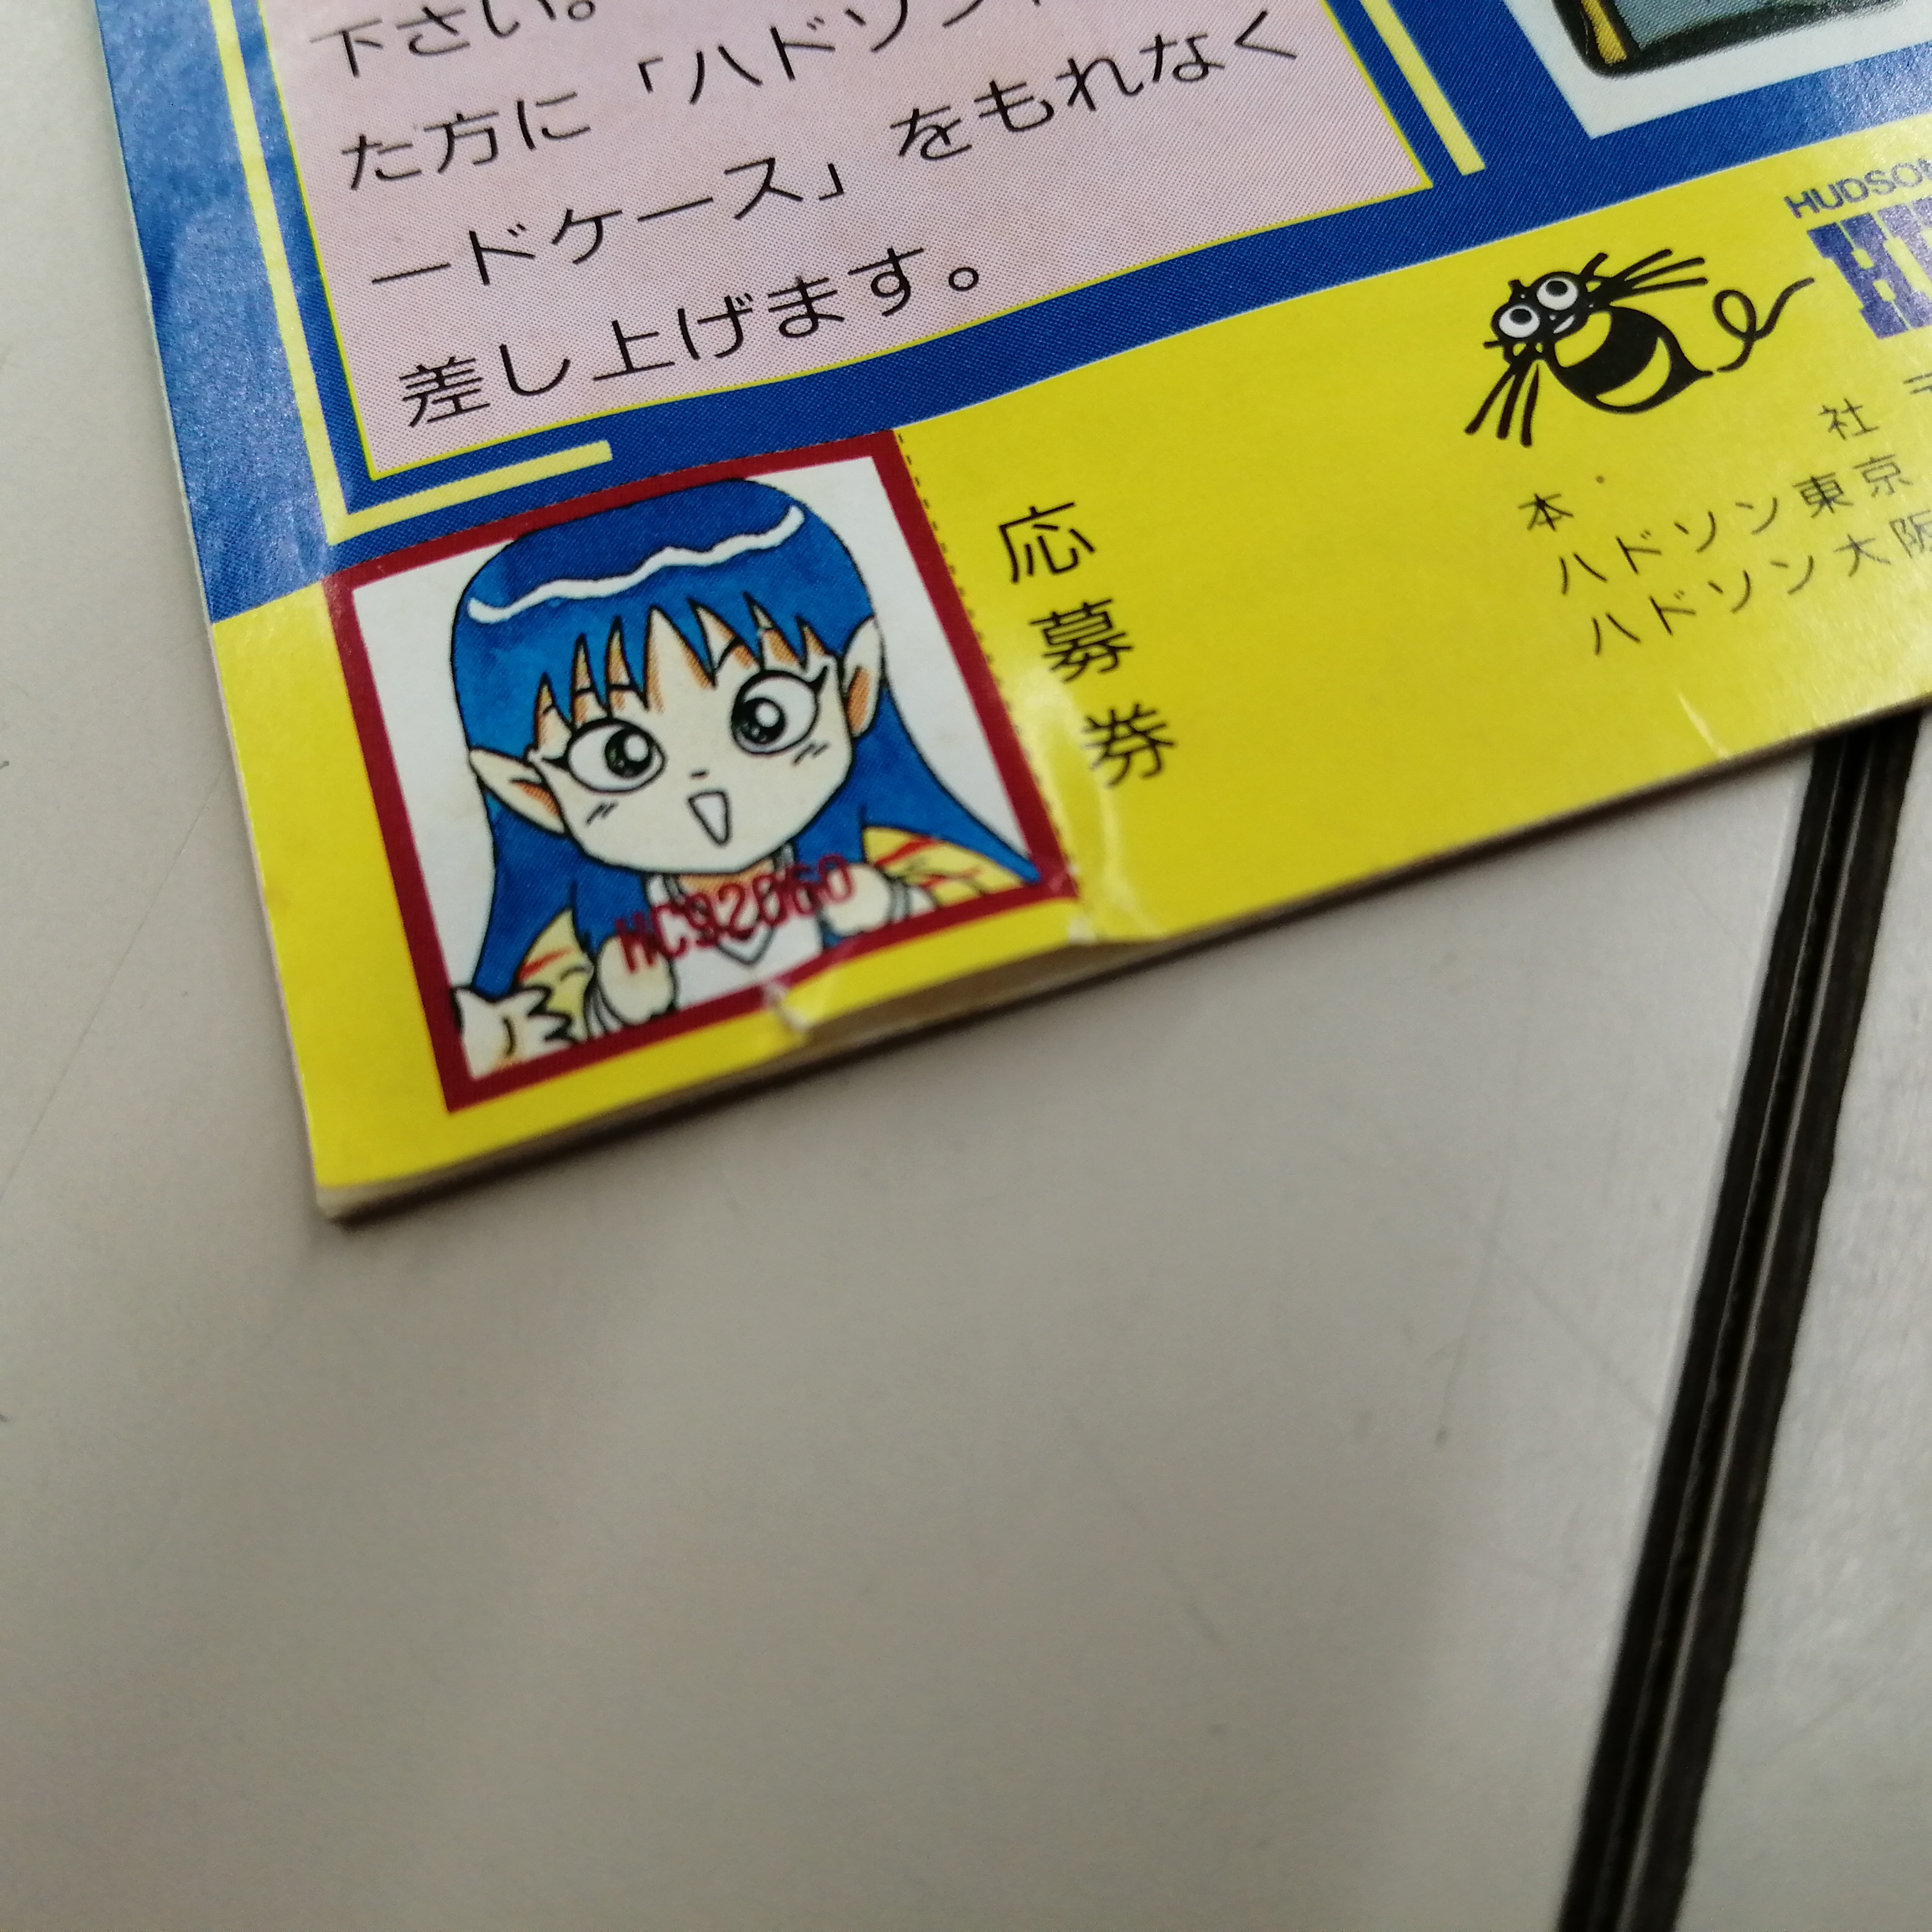 下さい。
た方に「ハドソン
ードケース」をもれなく
差し上げます。
HUDSON
応募券
本社
ハドソン東京
ハドソン大阪
HC92060